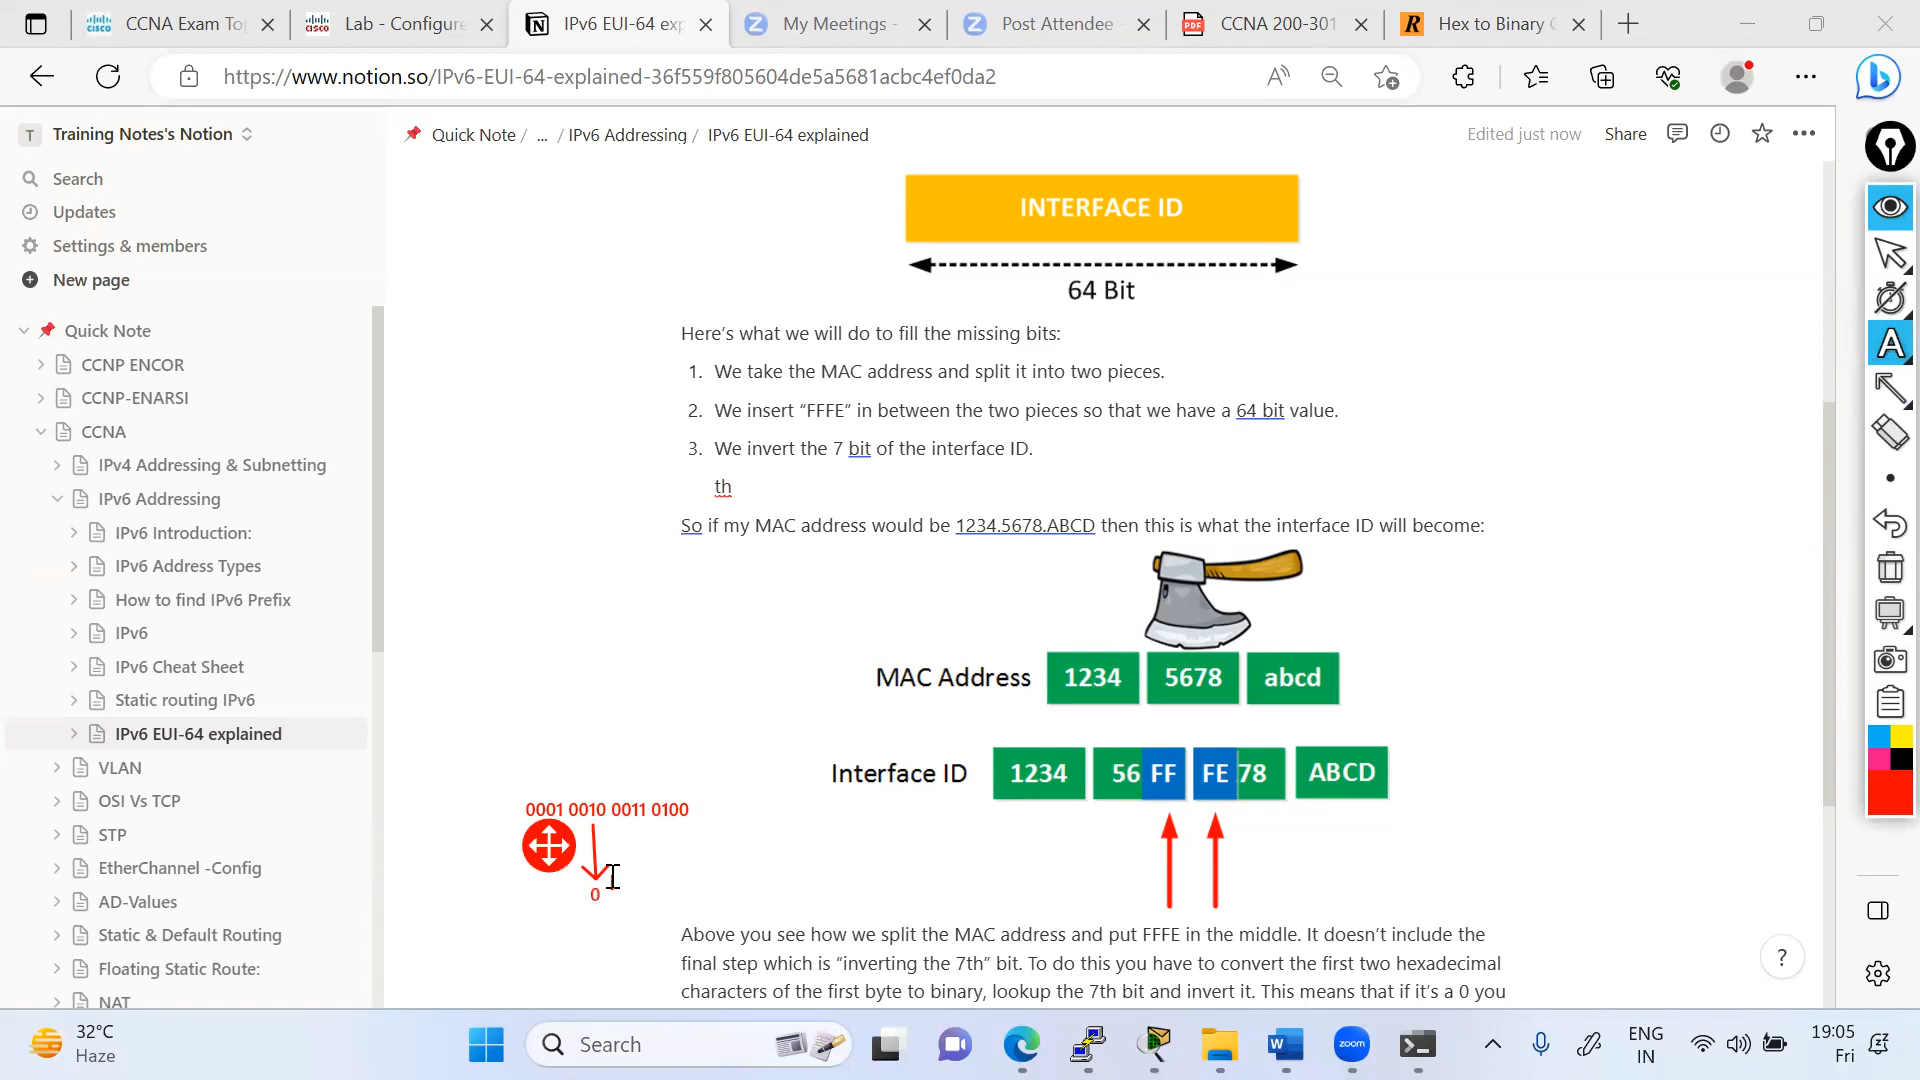 CCNA Exam To
Lab - Configure
IPv6 EUI-64 exp
My Meetings -
Post Attendee -
CCNA 200-301
Hex to Binary C
https://www.notion.so/IPv6-EUI-64-explained-36f559f805604de5a5681acbc4ef0da2
T Training Notes's Notion
Quick Note / ... / IPv6 Addressing / IPv6 EUI-64 explained
Edited just now
Share
Search
Updates
Settings & members
New page
Quick Note
CCNP ENCOR
CCNP-ENARSI
CCNA
IPv4 Addressing & Subnetting
IPv6 Addressing
IPv6 Introduction:
IPv6 Address Types
How to find IPv6 Prefix
IPv6
IPv6 Cheat Sheet
Static routing IPv6
IPv6 EUI-64 explained
VLAN
OSI Vs TCP
STP
EtherChannel -Config
AD-Values
Static & Default Routing
Floating Static Route:
NAT
INTERFACE ID
64 Bit
Here’s what we will do to fill the missing bits:
1. We take the MAC address and split it into two pieces.
2. We insert “FFFE” in between the two pieces so that we have a 64 bit value.
3. We invert the 7 bit of the interface ID.
th
So if my MAC address would be 1234.5678.ABCD then this is what the interface ID will become:
MAC Address 1234 5678 abcd
Interface ID 1234 56 FF FE 78 ABCD
0001 0010 0011 0100
0
Above you see how we split the MAC address and put FFFE in the middle. It doesn’t include the
final step which is “inverting the 7th” bit. To do this you have to convert the first two hexadecimal
characters of the first byte to binary, lookup the 7th bit and invert it. This means that if it’s a 0 you
?
A
32°C
Haze
Search
zoom
ENG
IN
19:05
Fri